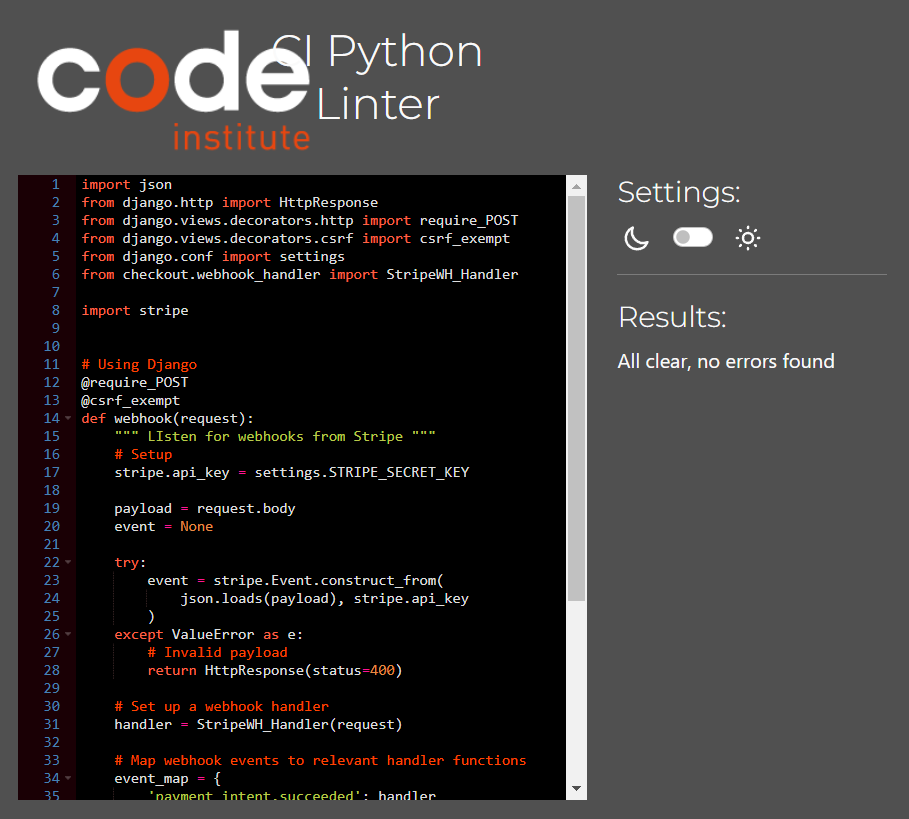 code
institute
CI Python
Linter
1 import json
2 from django.http import HttpResponse
3 from django.views.decorators.http import require_POST
4 from django.views.decorators.csrf import csrf_exempt
5 from django.conf import settings
6 from checkout.webhook_handler import StripeWH_Handler
7
8 import stripe
9
10
11 # Using Django
12 @require_POST
13 @csrf_exempt
14 def webhook(request):
15 """ LIsten for webhooks from Stripe """
16 # Setup
17 stripe.api_key = settings.STRIPE_SECRET_KEY
18
19 payload = request.body
20 event = None
21
22 try:
23 event = stripe.Event.construct_from(
24 json.loads(payload), stripe.api_key
25 )
26 except ValueError as e:
27 # Invalid payload
28 return HttpResponse(status=400)
29
30 # Set up a webhook handler
31 handler = StripeWH_Handler(request)
32
33 # Map webhook events to relevant handler functions
34 event_map = {
35 'payment_intent.succeeded': handler
Settings:
Results:
All clear, no errors found